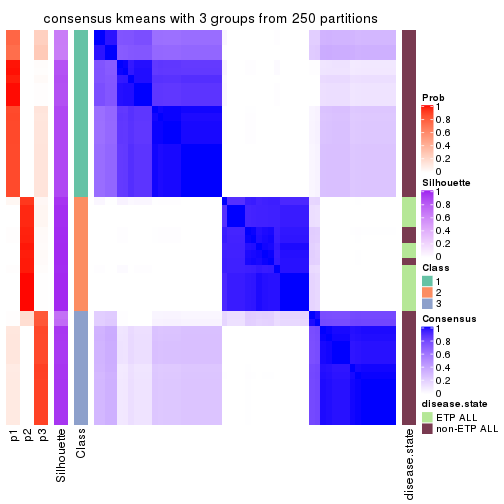 consensus kmeans with 3 groups from 250 partitions
Prob
1
0.8
0.6
0.4
0.2
0
Silhouette
1
0.8
0.6
0.4
0.2
0
Class
1
2
3
Consensus
1
0.8
0.6
0.4
0.2
0
disease.state
ETP ALL
non-ETP ALL
p1
p2
p3
Silhouette
Class
disease.state